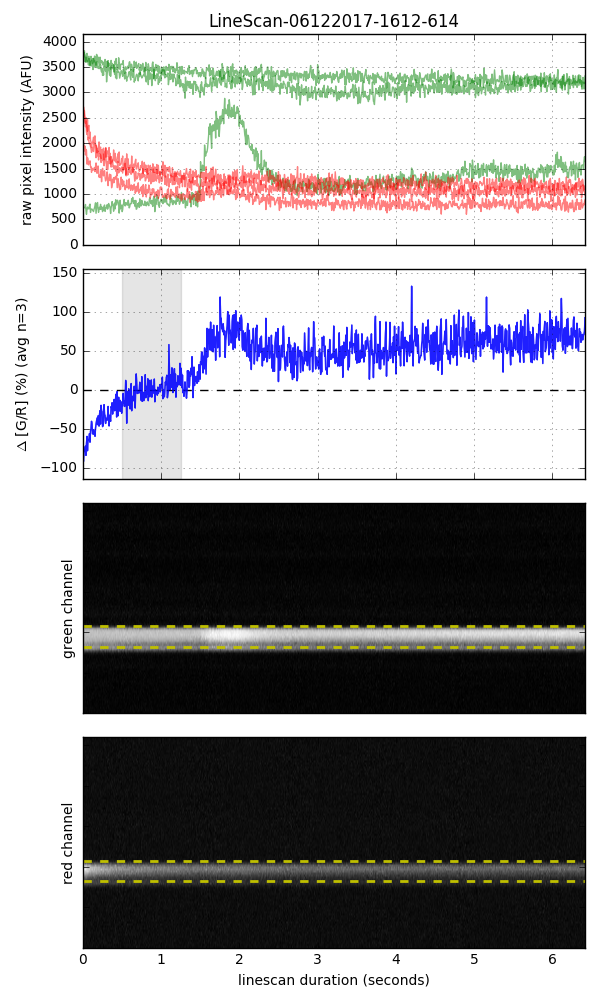 LineScan-06122017-1612-614
raw pixel intensity (AFU)
4000
3500
3000
2500
2000
1500
1000
500
0
Δ [G/R] (%) (avg n=3)
150
100
50
0
−50
−100
green channel
red channel
0 1 2 3 4 5 6
linescan duration (seconds)